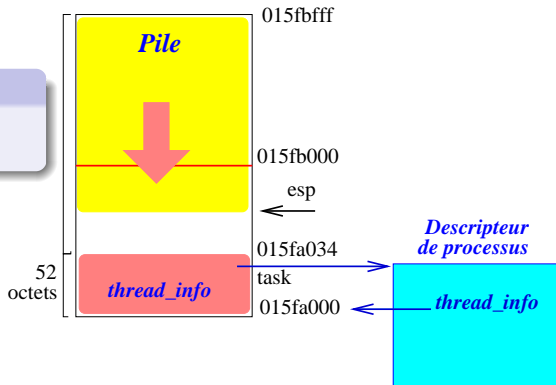 015fbfff
Pile
015fb000
esp
Descripteur
de processus
015fa034
task
52
octets
thread_info
015fa000
thread_info